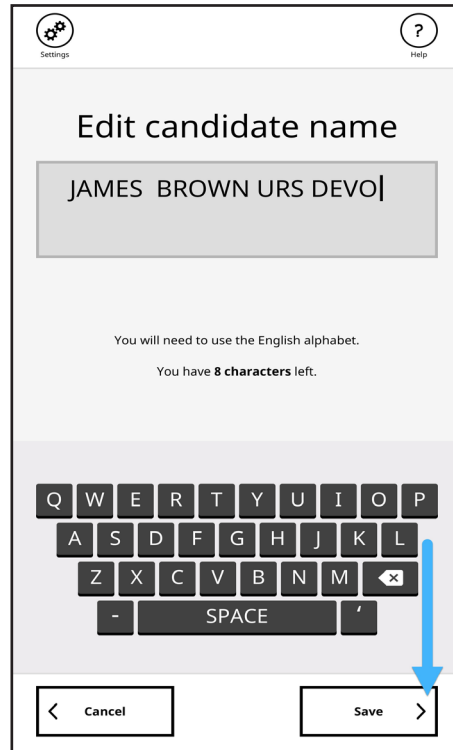 Settings
?
Help
Edit candidate name
JAMES  BROWN URS DEVO
You will need to use the English alphabet.
You have 8 characters left.
Q W E R T Y U I O P
A S D F G H J K L
Z X C V B N M
- SPACE ‘
Cancel
Save